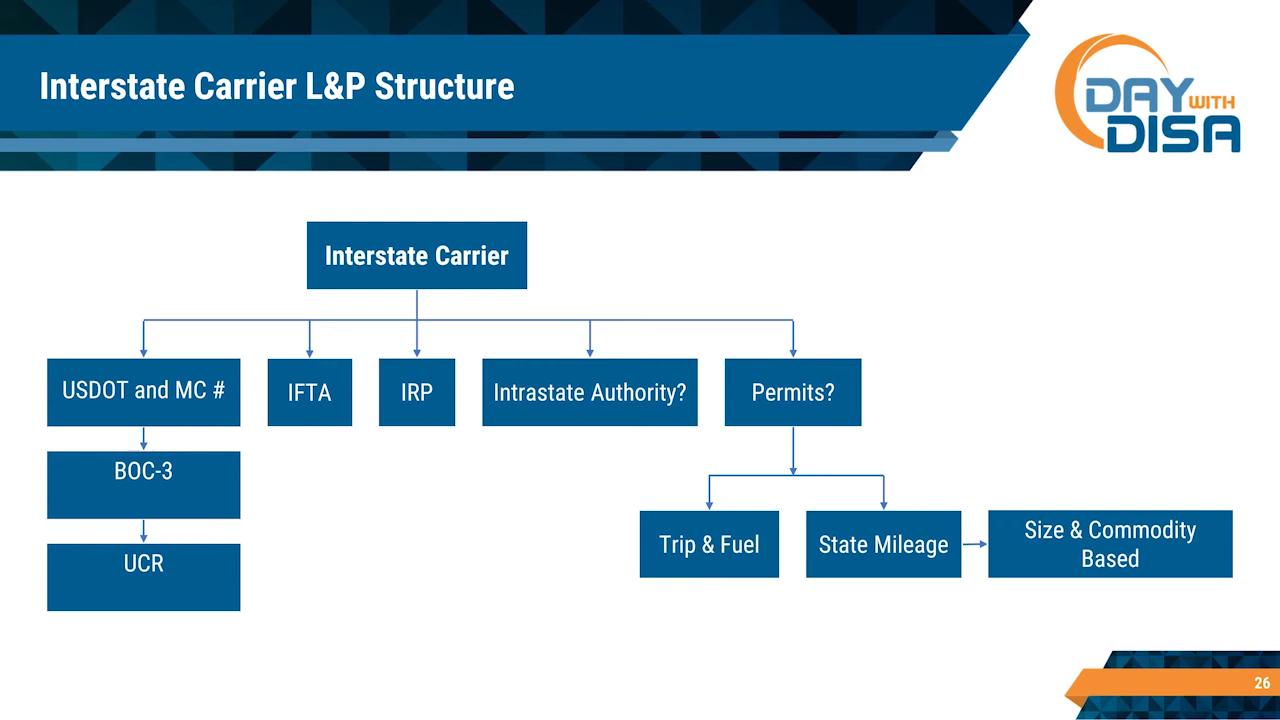 Interstate Carrier L&P Structure
DAY WITH
DISA
Interstate Carrier
USDOT and MC #
IFTA
IRP
Intrastate Authority?
Permits?
BOC-3
UCR
Trip & Fuel
State Mileage
Size & Commodity
Based
26